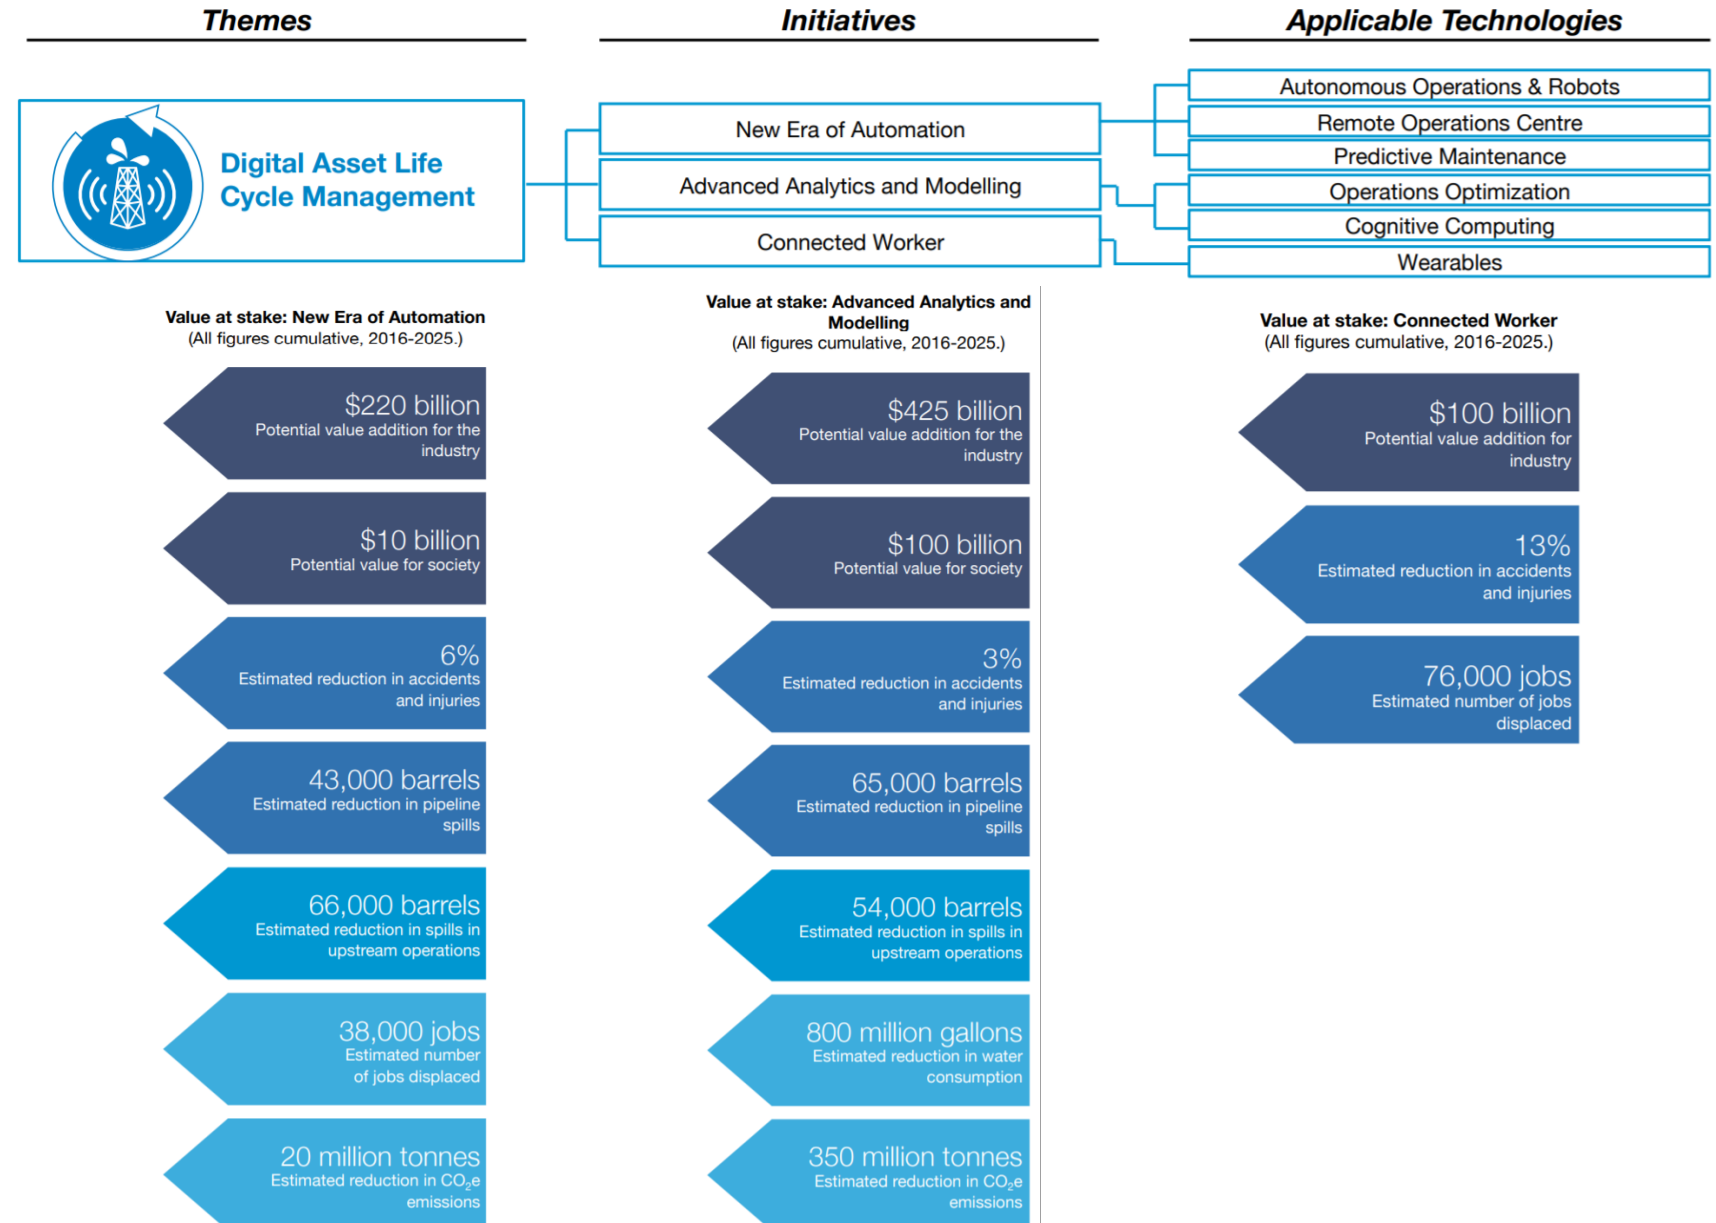 Themes
Initiatives
Applicable Technologies
Digital Asset Life
Cycle Management
New Era of Automation
Advanced Analytics and Modelling
Connected Worker
Autonomous Operations & Robots
Remote Operations Centre
Predictive Maintenance
Operations Optimization
Cognitive Computing
Wearables
Value at stake: New Era of Automation
(All figures cumulative, 2016-2025.)
$220 billion
Potential value addition for the
industry
$10 billion
Potential value for society
6%
Estimated reduction in accidents
and injuries
43,000 barrels
Estimated reduction in pipeline
spills
66,000 barrels
Estimated reduction in spills in
upstream operations
38,000 jobs
Estimated number
of jobs displaced
20 million tonnes
Estimated reduction in CO₂e
emissions
Value at stake: Advanced Analytics and
Modelling
(All figures cumulative, 2016-2025.)
$425 billion
Potential value addition for the
industry
$100 billion
Potential value for society
3%
Estimated reduction in accidents
and injuries
65,000 barrels
Estimated reduction in pipeline
spills
54,000 barrels
Estimated reduction in spills in
upstream operations
800 million gallons
Estimated reduction in water
consumption
350 million tonnes
Estimated reduction in CO₂e
emissions
Value at stake: Connected Worker
(All figures cumulative, 2016-2025.)
$100 billion
Potential value addition for
industry
13%
Estimated reduction in accidents
and injuries
76,000 jobs
Estimated number of jobs
displaced